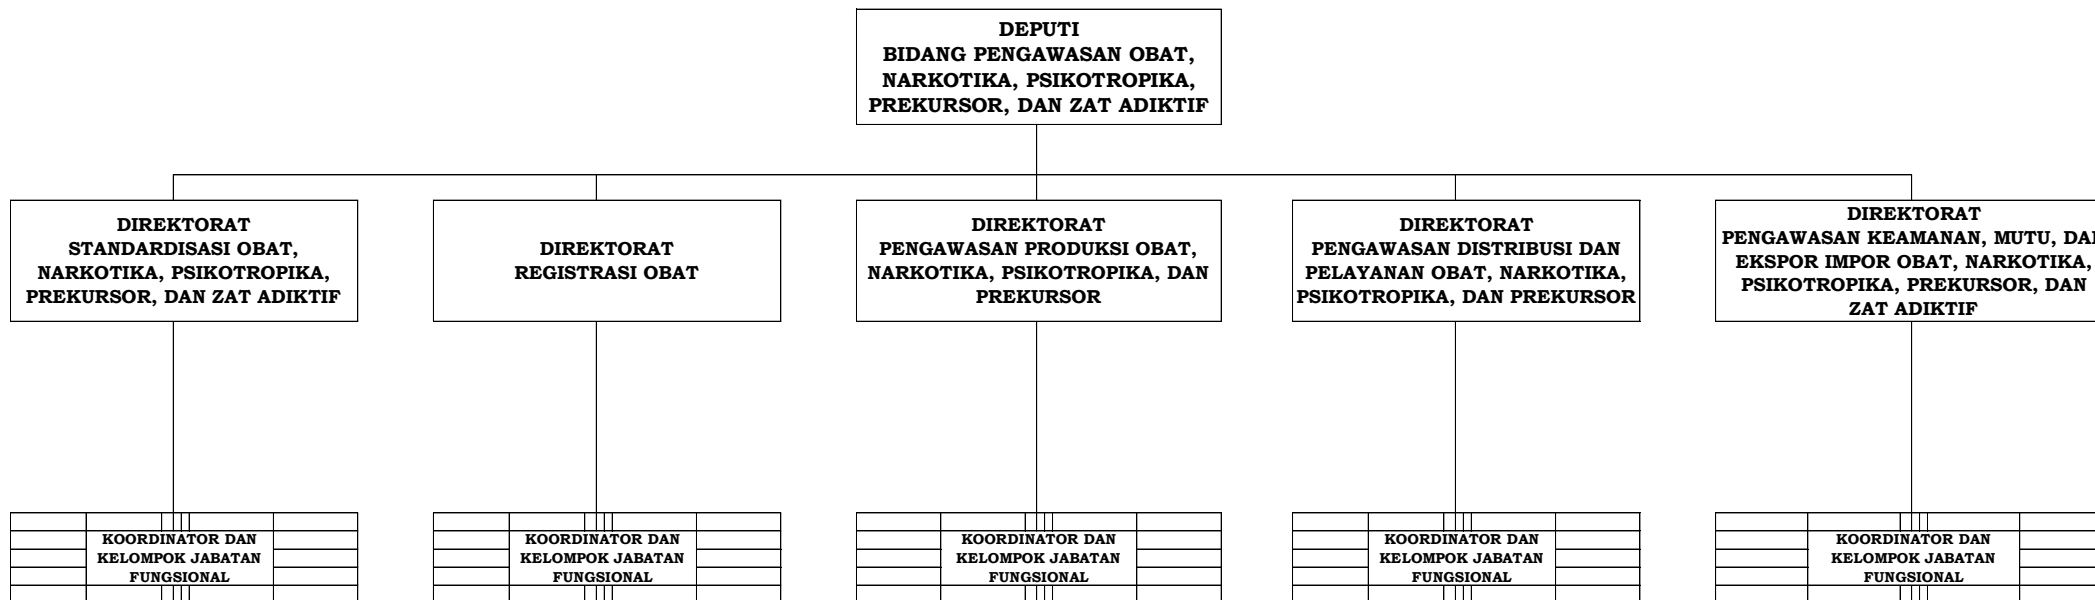 DEPUTI
BIDANG PENGAWASAN OBAT,
NARKOTIKA, PSIKOTROPIKA,
PREKURSOR, DAN ZAT ADIKTIF
DIREKTORAT
STANDARDISASI OBAT,
NARKOTIKA, PSIKOTROPIKA,
PREKURSOR, DAN ZAT ADIKTIF
DIREKTORAT
REGISTRASI OBAT
DIREKTORAT
PENGAWASAN PRODUKSI OBAT,
NARKOTIKA, PSIKOTROPIKA, DAN
PREKURSOR
DIREKTORAT
PENGAWASAN DISTRIBUSI DAN
PELAYANAN OBAT, NARKOTIKA,
PSIKOTROPIKA, DAN PREKURSOR
DIREKTORAT
PENGAWASAN KEAMANAN, MUTU, DAN
EKSPOR IMPOR OBAT, NARKOTIKA,
PSIKOTROPIKA, PREKURSOR, DAN
ZAT ADIKTIF
KOORDINATOR DAN
KELOMPOK JABATAN
FUNGSIONAL
KOORDINATOR DAN
KELOMPOK JABATAN
FUNGSIONAL
KOORDINATOR DAN
KELOMPOK JABATAN
FUNGSIONAL
KOORDINATOR DAN
KELOMPOK JABATAN
FUNGSIONAL
KOORDINATOR DAN
KELOMPOK JABATAN
FUNGSIONAL